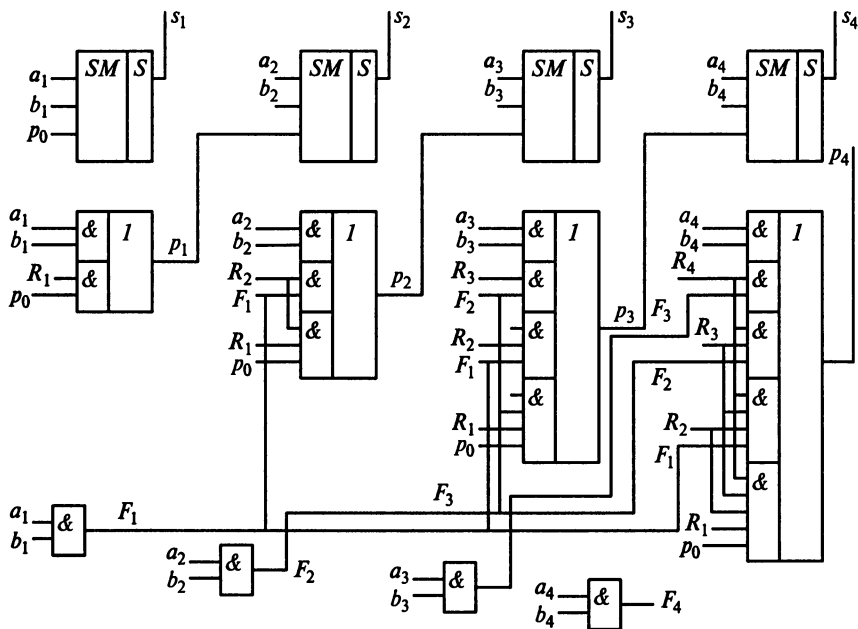 s1 s2 s3 s4
a1 SM S a2 SM S a3 SM S a4 SM S
b1 b2 b3 b4
p0
p4
a1 & 1 a2 & 1 a3 & 1 a4 & 1
b1 b2 b3 b4
p1
R1 & R2 & R3 & R4 &
p0 F1 p2 F2 p3 F3
& & R3 &
R1 R2
p0 F1 F2
& &
R1 R2
p0 F1
&
F3
a1 & F1
b1 R1
a2 & p0
b2 F2 a3 &
b3 a4 & F4
b4